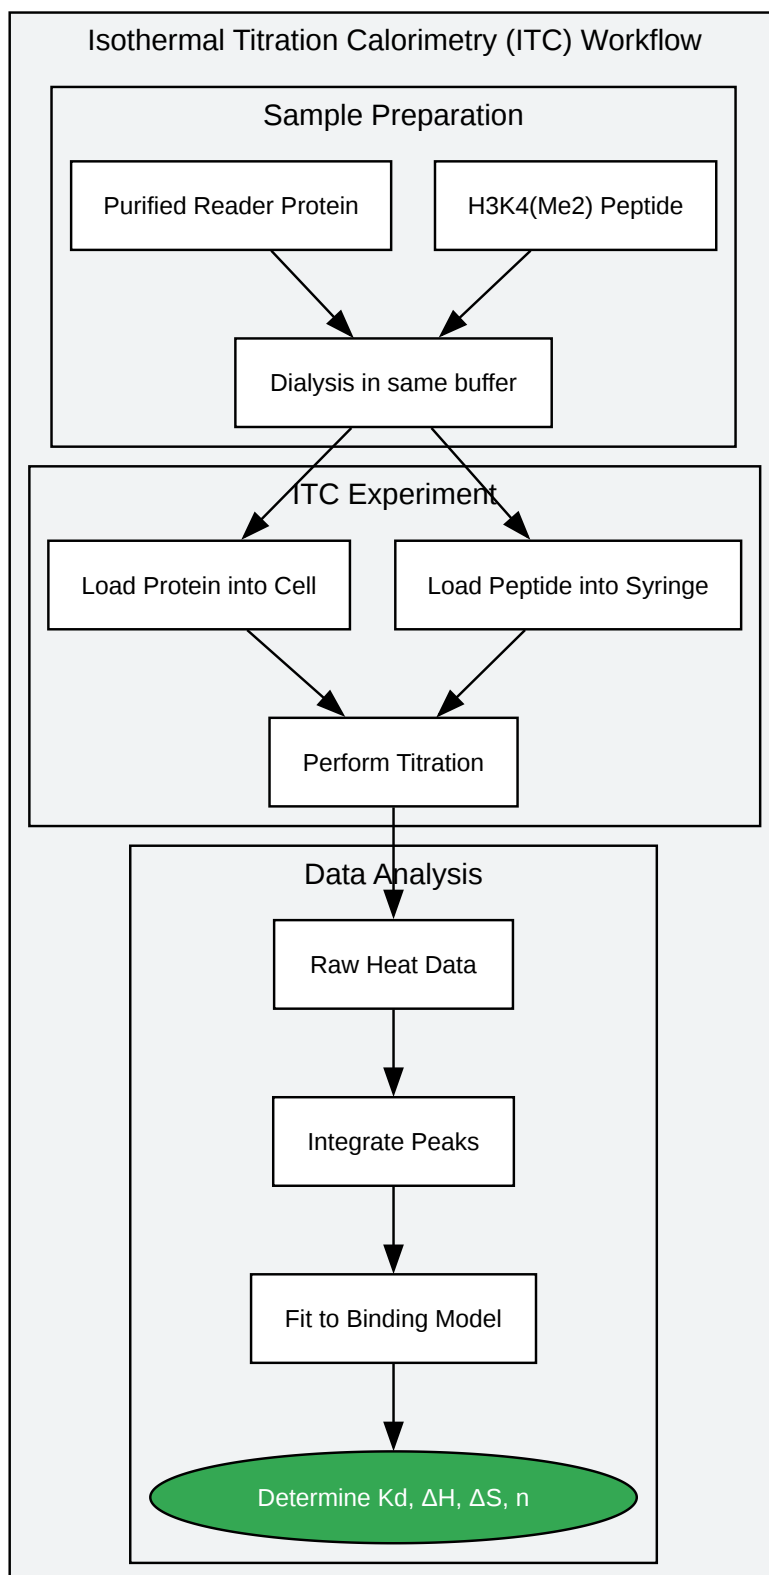 Isothermal Titration Calorimetry (ITC) Workflow
Sample Preparation
Purified Reader Protein
H3K4(Me2) Peptide
Dialysis in same buffer
ITC Experiment
Load Protein into Cell
Load Peptide into Syringe
Perform Titration
Data Analysis
Raw Heat Data
Integrate Peaks
Fit to Binding Model
Determine Kd, ΔH, ΔS, n